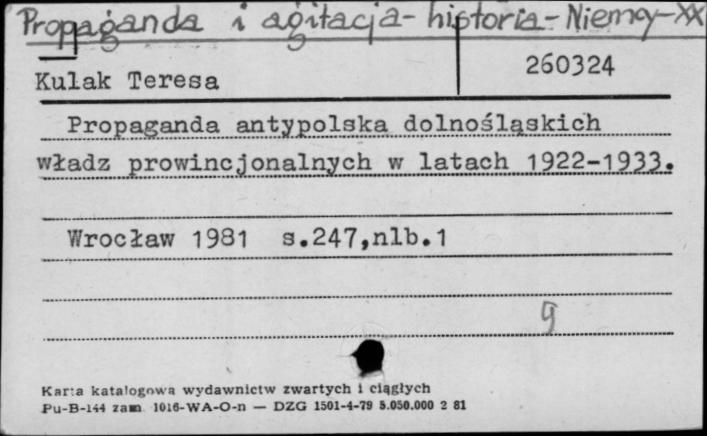 Propaganda i agitacja - historia - Niemcy - XX
Kulak Teresa
260324
Propaganda antypolska dolnośląskich
władz prowincjonalnych w latach 1922-1933.
Wrocław 1981 s.247,nlb.1
g
Karta katalogowa wydawnictw zwartych i ciągłych
Pu-B-144 zam. 1016-WA-O-n — DZG 1501-4-79 5.050.000 2 81